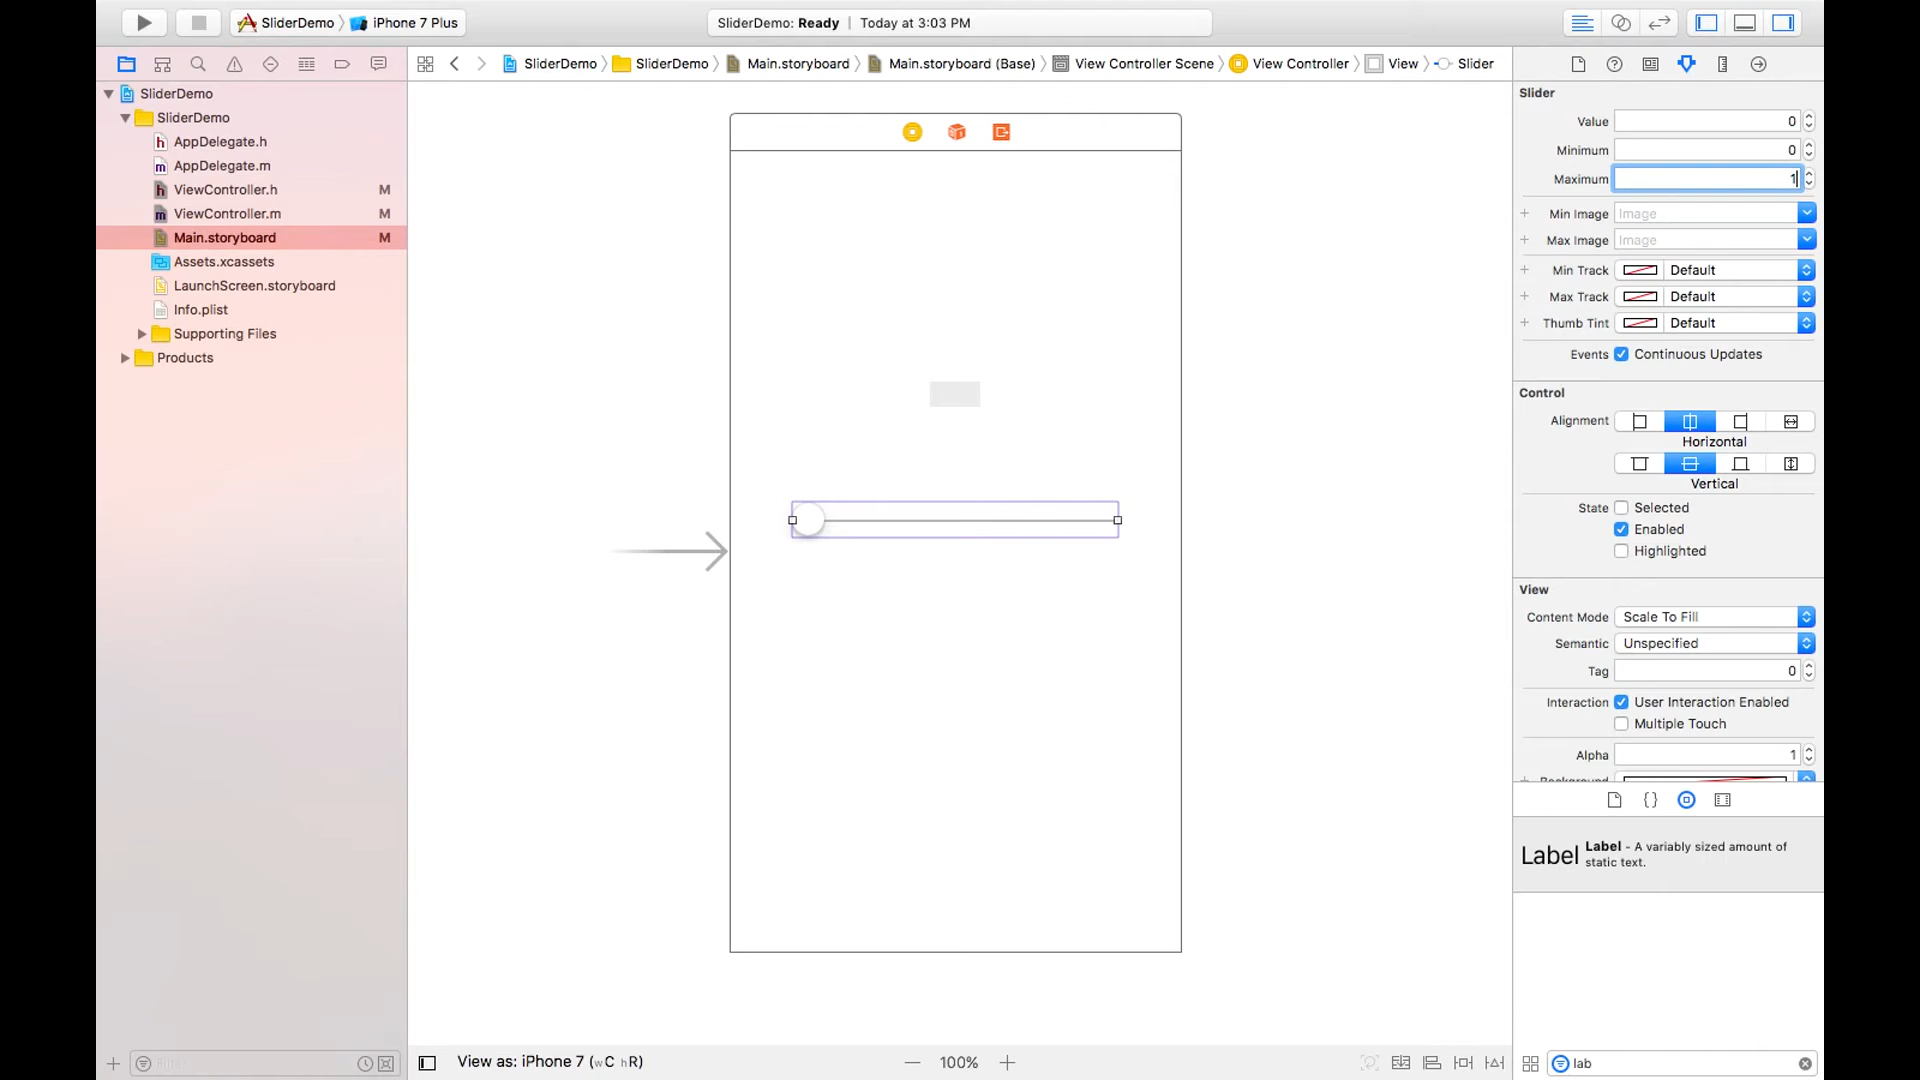 SliderDemo iPhone 7 Plus
SliderDemo: Ready Today at 3:03 PM
SliderDemo SliderDemo Main.storyboard Main.storyboard (Base) View Controller Scene View Controller View Slider
SliderDemo
SliderDemo
AppDelegate.h
AppDelegate.m
ViewController.h M
ViewController.m M
Main.storyboard M
Assets.xcassets
LaunchScreen.storyboard
Info.plist
Supporting Files
Products
Filter
View as: iPhone 7 (wC hR)
100%
Slider
Value 0
Minimum 0
Maximum 1
Min Image Image
Max Image Image
Min Track Default
Max Track Default
Thumb Tint Default
Events Continuous Updates
Control
Alignment
Horizontal
Vertical
State Selected
Enabled
Highlighted
View
Content Mode Scale To Fill
Semantic Unspecified
Tag 0
Interaction User Interaction Enabled
Multiple Touch
Alpha 1
Background
{}
Label Label - A variably sized amount of
static text.
lab